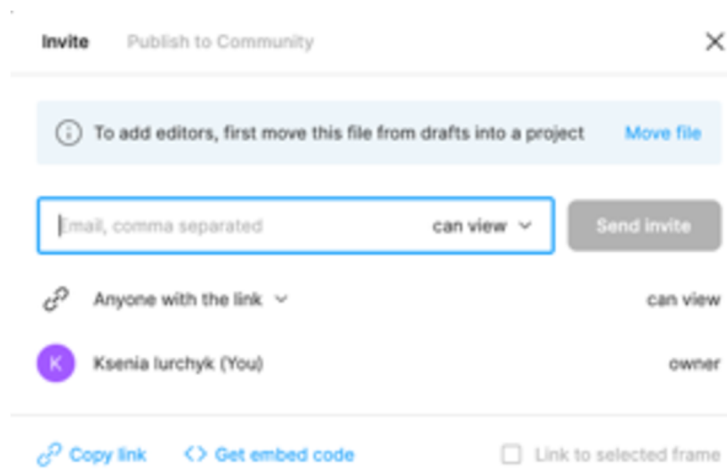 Invite Publish to Community
To add editors, first move this file from drafts into a project Move file
Email, comma separated can view Send invite
Anyone with the link can view
K Ksenia Iurchyk (You) owner
Copy link Get embed code Link to selected frame